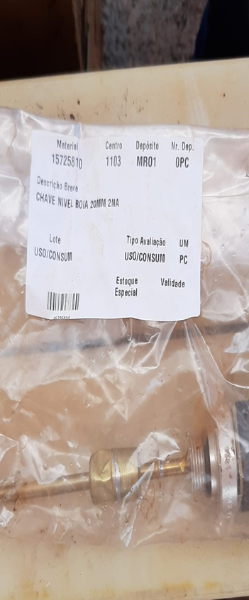 Material Centro Depósito Nr. Dep.
15725810 1103 MR01 0PC
Descrição Breve
CHAVE NIVEL BOIA 20MM 2NA
Lote Tipo Avaliação UM
USO/CONSUM USO/CONSUM PC
Estoque Validade
Especial